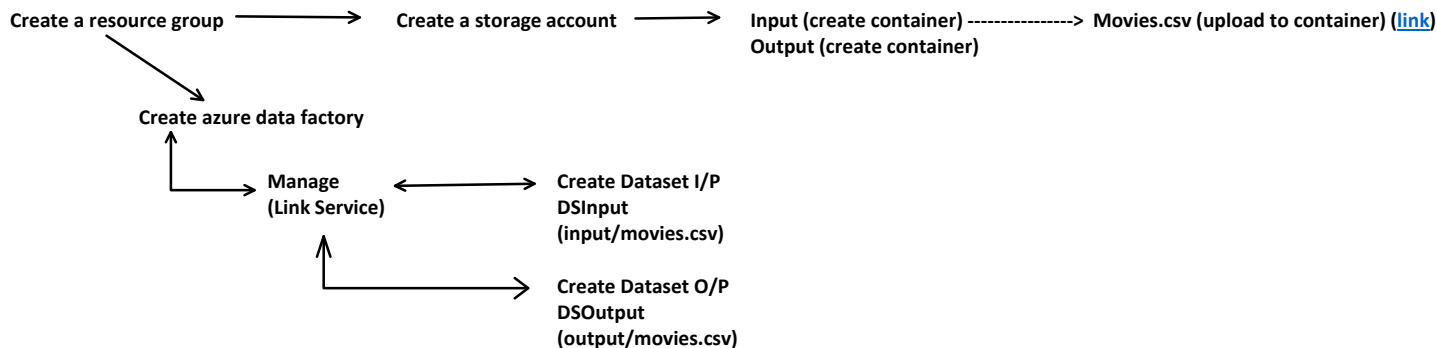 Create a resource group
Create a storage account
Input (create container) ----------------> Movies.csv (upload to container) (link)
Output (create container)
Create azure data factory
Manage
(Link Service)
Create Dataset I/P
DSInput
(input/movies.csv)
Create Dataset O/P
DSOutput
(output/movies.csv)